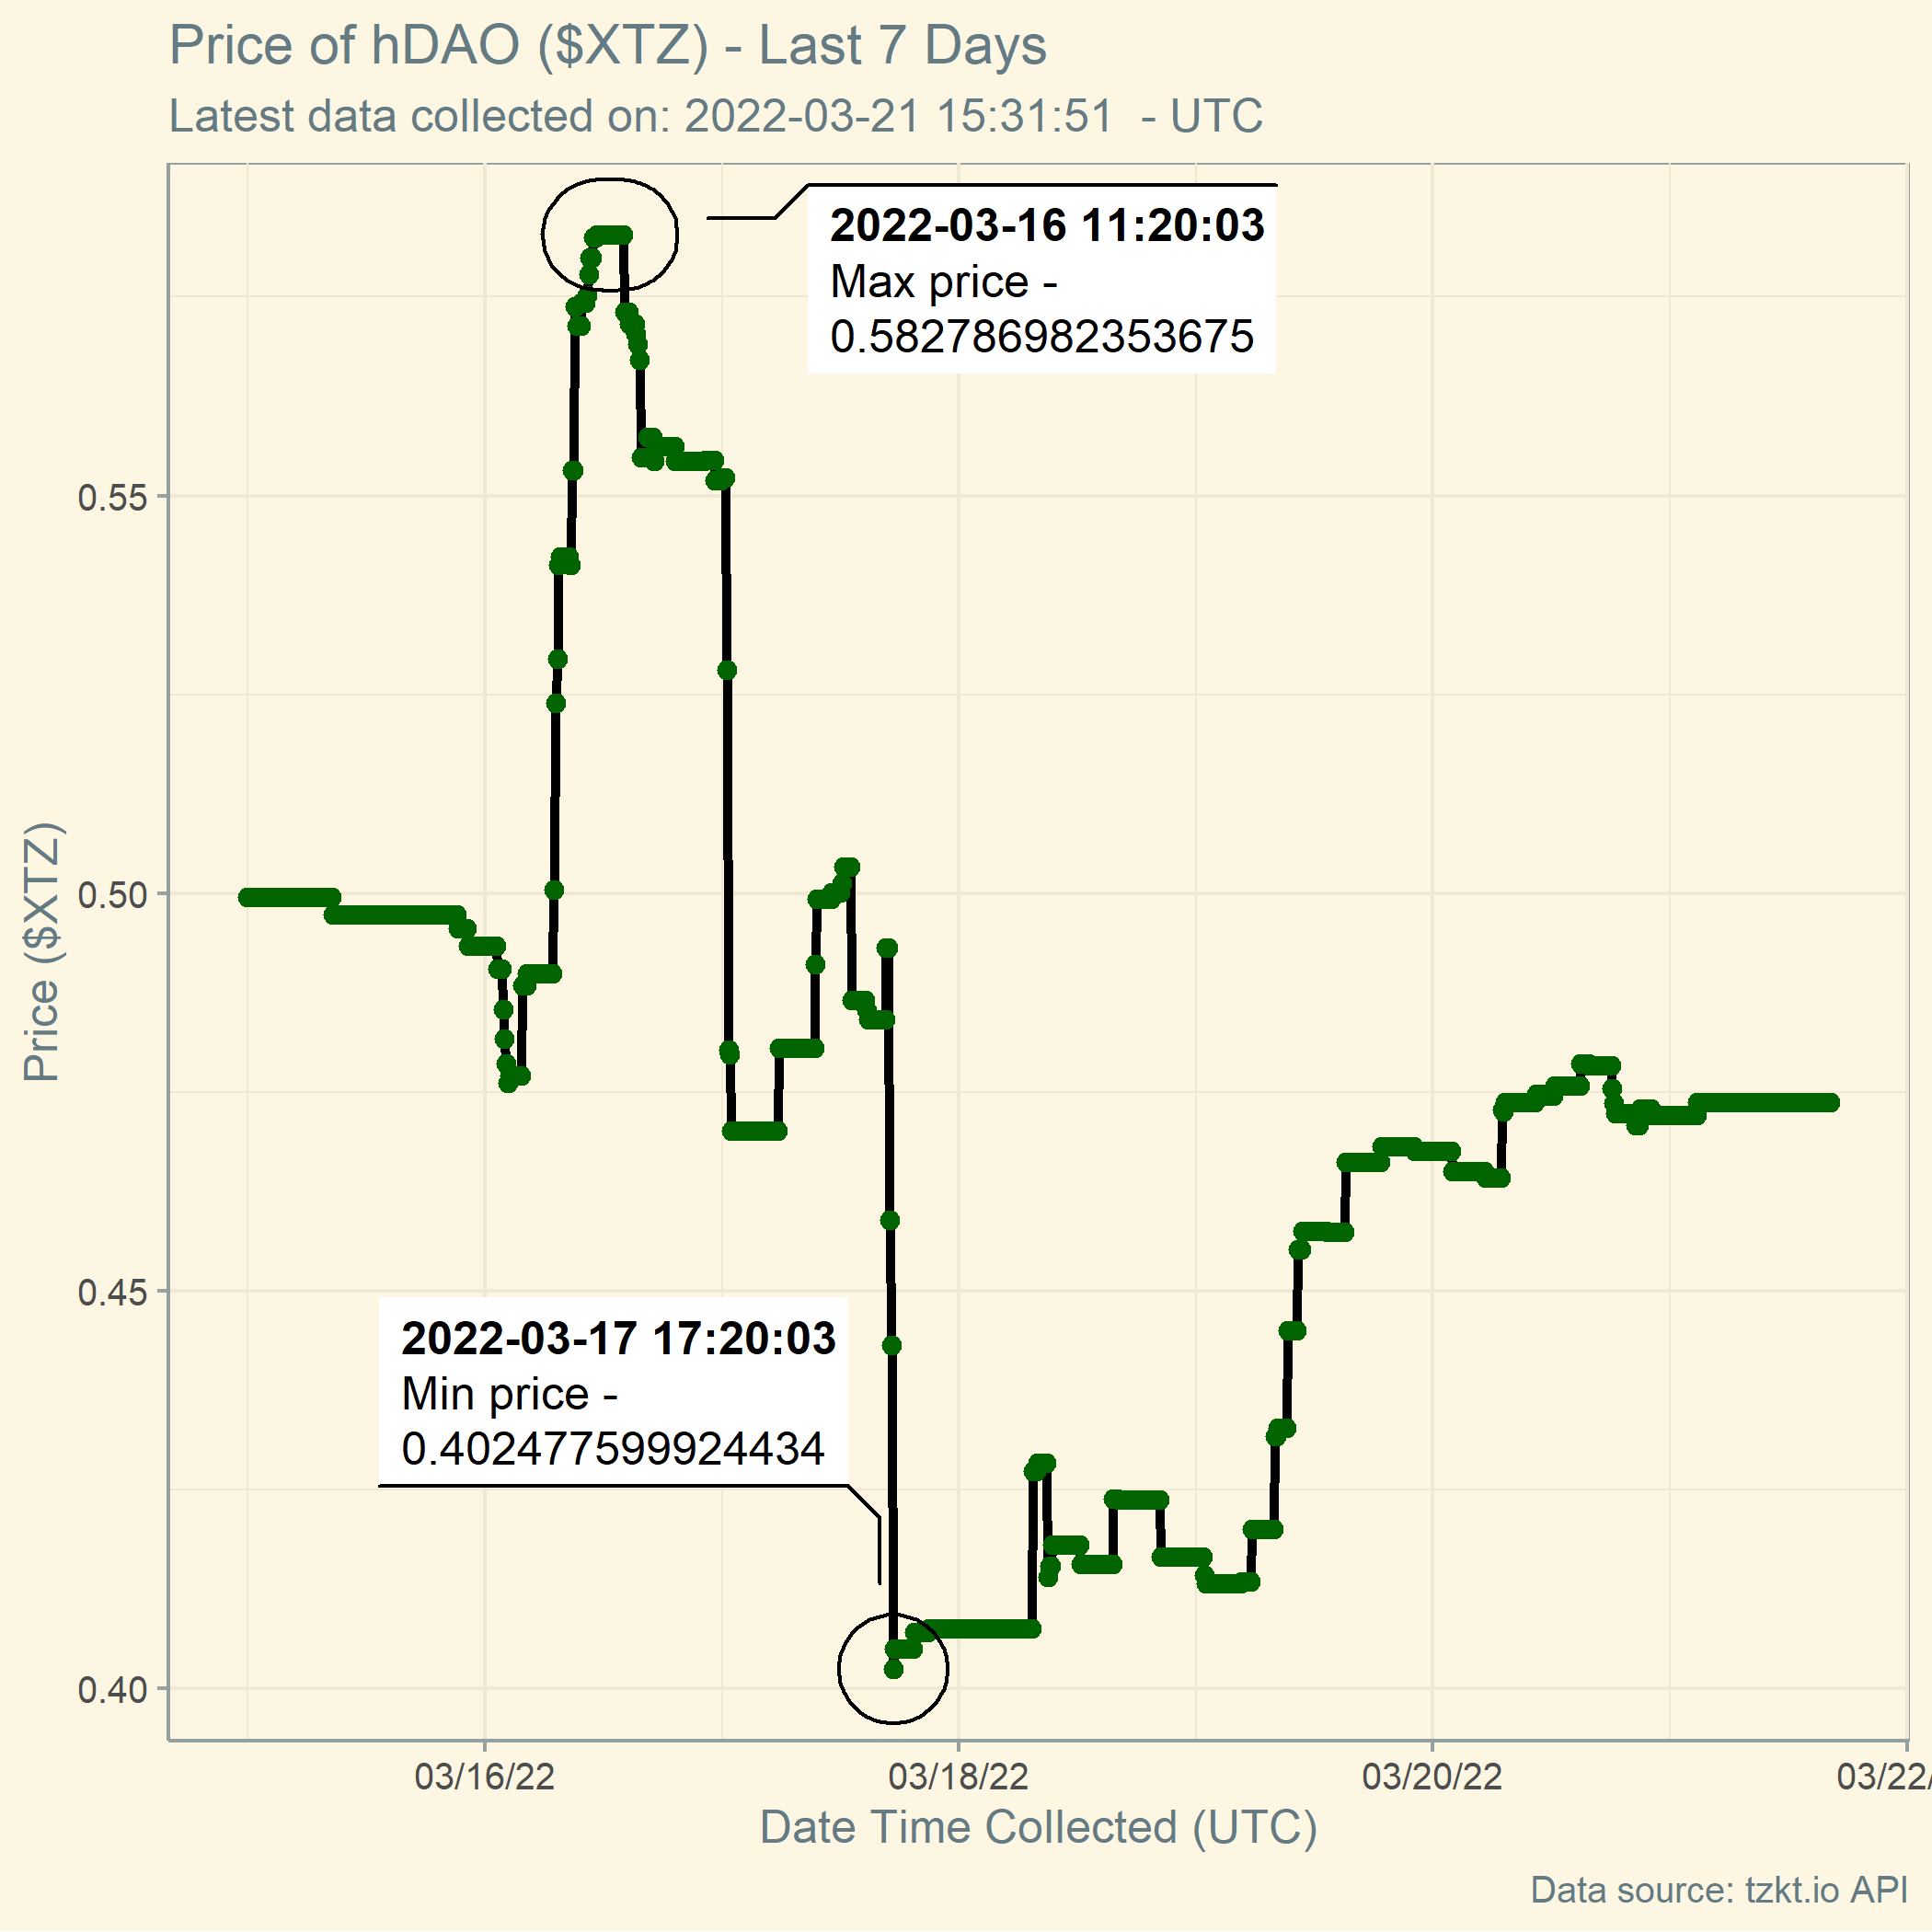 Price of hDAO ($XTZ) - Last 7 Days
Latest data collected on: 2022-03-21 15:31:51  - UTC
2022-03-16 11:20:03
Max price -
0.582786982353675
0.55
0.50
Price ($XTZ)
0.45
2022-03-17 17:20:03
Min price -
0.402477599924434
0.40
03/16/22
03/18/22
03/20/22
03/22/
Date Time Collected (UTC)
Data source: tzkt.io API